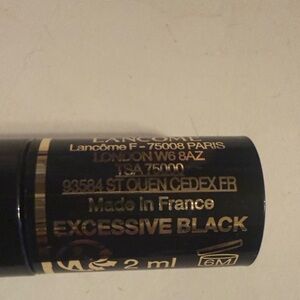 LANCÔME
Lancôme F - 75008 PARIS
LONDON W6 8AZ
TSA 75000
93584 ST OUEN CEDEX FR
Made in France
EXCESSIVE BLACK
2 ml 6M